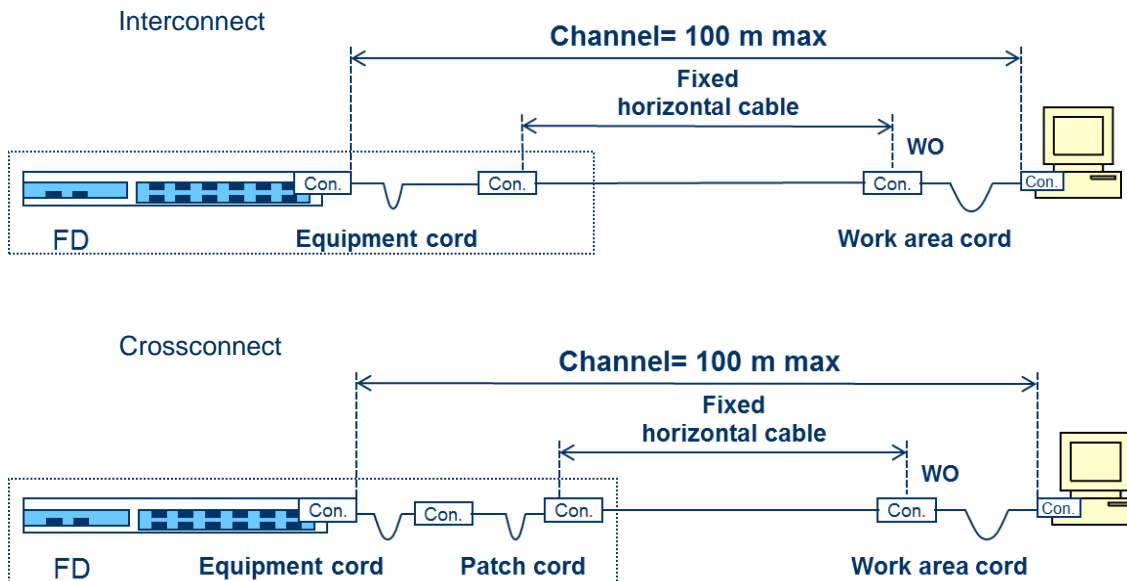 Interconnect
Channel= 100 m max
Fixed
horizontal cable
WO
Con.
Con.
Con.
Con.
FD
Equipment cord
Work area cord
Crossconnect
Channel= 100 m max
Fixed
horizontal cable
WO
Con.
Con.
Con.
Con.
Con.
FD
Equipment cord
Patch cord
Work area cord